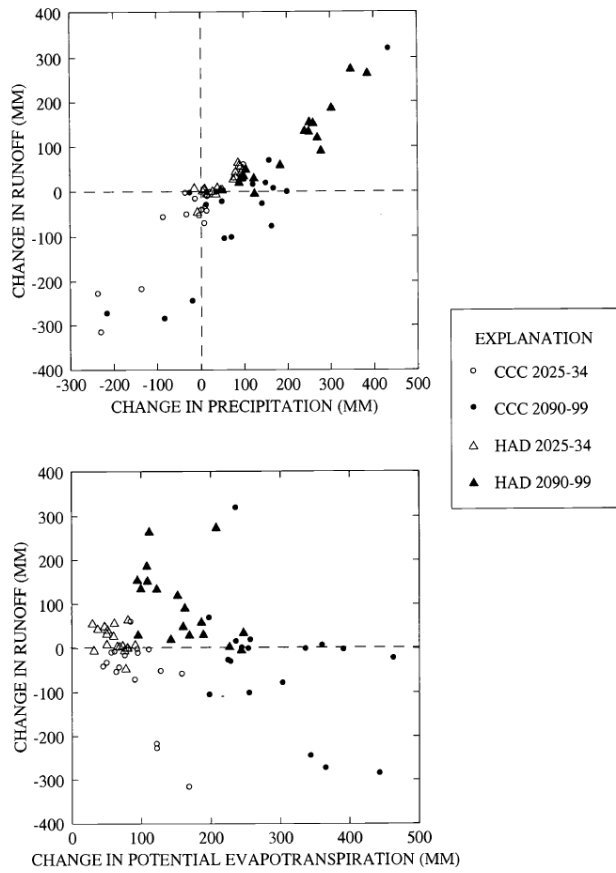 400
300
200
100
0
-100
-200
-300
-400
CHANGE IN RUNOFF (MM)
-300 -200 -100 0 100 200 300 400 500
CHANGE IN PRECIPITATION (MM)
EXPLANATION
CCC 2025-34
CCC 2090-99
HAD 2025-34
HAD 2090-99
400
300
200
100
0
-100
-200
-300
-400
CHANGE IN RUNOFF (MM)
0 100 200 300 400 500
CHANGE IN POTENTIAL EVAPOTRANSPIRATION (MM)